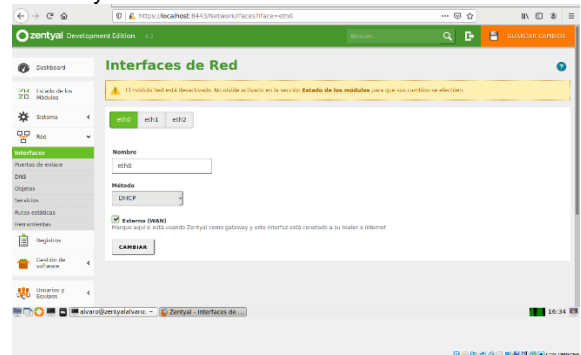 https://localhost:8443/Network/Ifaces?iface=eth0
zentyal Development Edition 6.2
Buscar...
GUARDAR CAMBIOS
Dashboard
Estado de los Módulos
Sistema
Red
Interfaces
Puertas de enlace
DNS
Objetos
Servicios
Rutas estáticas
Herramientas
Registros
Gestión de software
Usuarios y Equipos
Interfaces de Red
El módulo Red está desactivado. No olvide activarlo en la sección Estado de los módulos para que sus cambios se efectúen.
eth0 eth1 eth2
Nombre
eth0
Método
DHCP
Externo (WAN)
Marque aquí si está usando Zentyal como gateway y este interfaz está conectado a su router a Internet
CAMBIAR
alvaro@zentyalalvaro: ~
Zentyal - Interfaces de ...
16:34